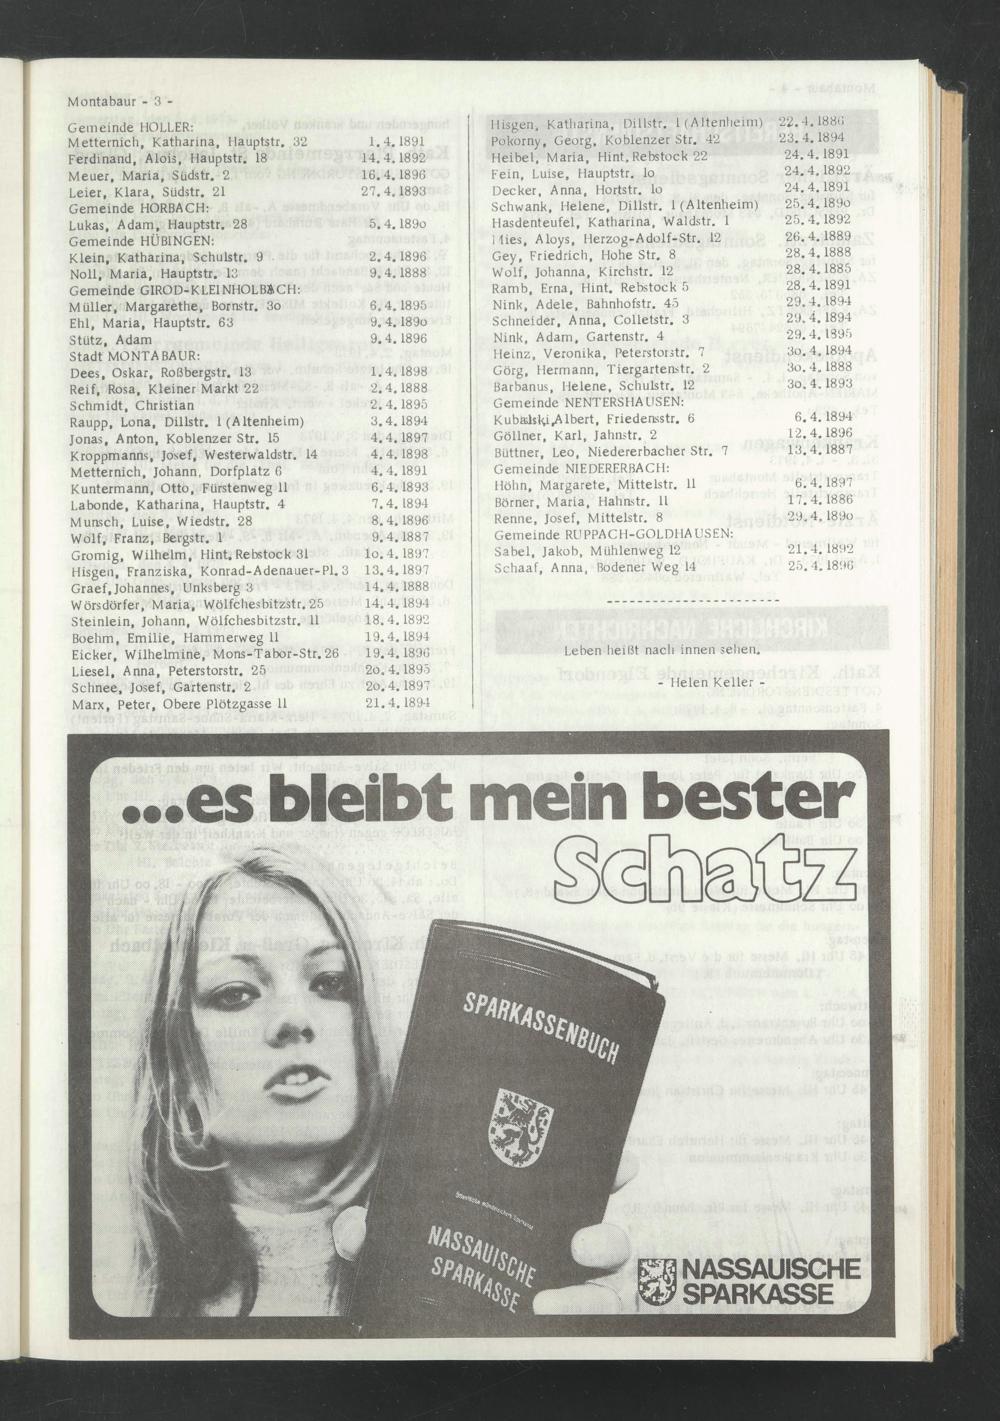 Montabaur - 3 -
Gemeinde HOLLER:
Metternich, Katharina, Hauptstr. 32 1.4.1891
Ferdinand, Alois, Hauptstr. 18 14.4.1892
Meuer, Maria, Südstr. 2 16.4.1896
Leier, Klara, Südstr. 21 27.4.1893
Gemeinde HORBACH:
Lukas, Adam, Hauptstr. 28 5.4.189o
Gemeinde HÜBINGEN:
Klein, Katharina, Schulstr. 9 2.4.1896
Noll, Maria, Hauptstr. 13 9.4.1888
Gemeinde GIROD-KLEINHOLBACH:
Müller, Margarethe, Bornstr. 3o 6.4.1895
Ehl, Maria, Hauptstr. 63 9.4.189o
Stütz, Adam 9.4.1896
Stadt MONTABAUR:
Dees, Oskar, Roßbergstr. 13 1.4.1898
Reif, Rosa, Kleiner Markt 22 2.4.1888
Schmidt, Christian 2.4.1895
Raupp, Lona, Dillstr. 1 (Altenheim) 3.4.1894
Jonas, Anton, Koblenzer Str. 15 4.4.1897
Kroppmanns, Josef, Westerwaldstr. 14 4.4.1898
Metternich, Johann, Dorfplatz 6 4.4.1891
Kuntermann, Otto, Fürstenweg 11 6.4.1893
Labonde, Katharina, Hauptstr. 4 7.4.1894
Munsch, Luise, Wiedstr. 28 8.4.1896
Wolf, Franz, Bergstr. 1 9.4.1887
Gromig, Wilhelm, Hint. Rebstock 31 1o.4.1897
Hisgen, Franziska, Konrad-Adenauer-Pl. 3 13.4.1897
Graef, Johannes, Unksberg 3 14.4.1888
Wörsdörfer, Maria, Wölfchesbitzstr. 25 14.4.1894
Steinlein, Johann, Wölfchesbitzstr. 11 18.4.1892
Boehm, Emilie, Hammerweg 11 19.4.1894
Eicker, Wilhelmine, Mons-Tabor-Str. 26 19.4.1896
Liesel, Anna, Peterstorstr. 25 2o.4.1895
Schnee, Josef, Gartenstr. 2 2o.4.1897
Marx, Peter, Obere Plötzgasse 11 21.4.1894
Hisgen, Katharina, Dillstr. 1 (Altenheim) 22.4.1886
Pokorny, Georg, Koblenzer Str. 42 23.4.1894
Heibel, Maria, Hint. Rebstock 22 24.4.1891
Fein, Luise, Hauptstr. 1o 24.4.1892
Decker, Anna, Hortstr. 1o 24.4.1891
Schwank, Helene, Dillstr. 1 (Altenheim) 25.4.189o
Hasdenteufel, Katharina, Waldstr. 1 25.4.1892
Mies, Aloys, Herzog-Adolf-Str. 12 26.4.1889
Gey, Friedrich, Hohe Str. 8 28.4.1888
Wolf, Johanna, Kirchstr. 12 28.4.1885
Ramb, Erna, Hint. Rebstock 5 28.4.1891
Nink, Adele, Bahnhofstr. 45 29.4.1894
Schneider, Anna, Colletstr. 3 29.4.1894
Nink, Adam, Gartenstr. 4 29.4.1895
Heinz, Veronika, Peterstorstr. 7 3o.4.1894
Görg, Hermann, Tiergartenstr. 2 3o.4.1888
Barbanus, Helene, Schulstr. 12 3o.4.1893
Gemeinde NENTERSHAUSEN:
Kubalski, Albert, Friedensstr. 6 6.4.1894
Göllner, Karl, Jahnstr. 2 12.4.1896
Büttner, Leo, Niedererbacher Str. 7 13.4.1887
Gemeinde NIEDERERBACH:
Höhn, Margarete, Mittelstr. 11 6.4.1897
Börner, Maria, Hahnstr. 11 17.4.1886
Renne, Josef, Mittelstr. 8 29.4.189o
Gemeinde RUPPACH-GOLDHAUSEN:
Sabel, Jakob, Mühlenweg 12 21.4.1892
Schaaf, Anna, Bodener Weg 14 25.4.1896
--------------------
Leben heißt nach innen sehen.
- Helen Keller -
...es bleibt mein bester
Schatz
SPARKASSENBUCH
NASSAUISCHE
SPARKASSE
NASSAUISCHE
SPARKASSE